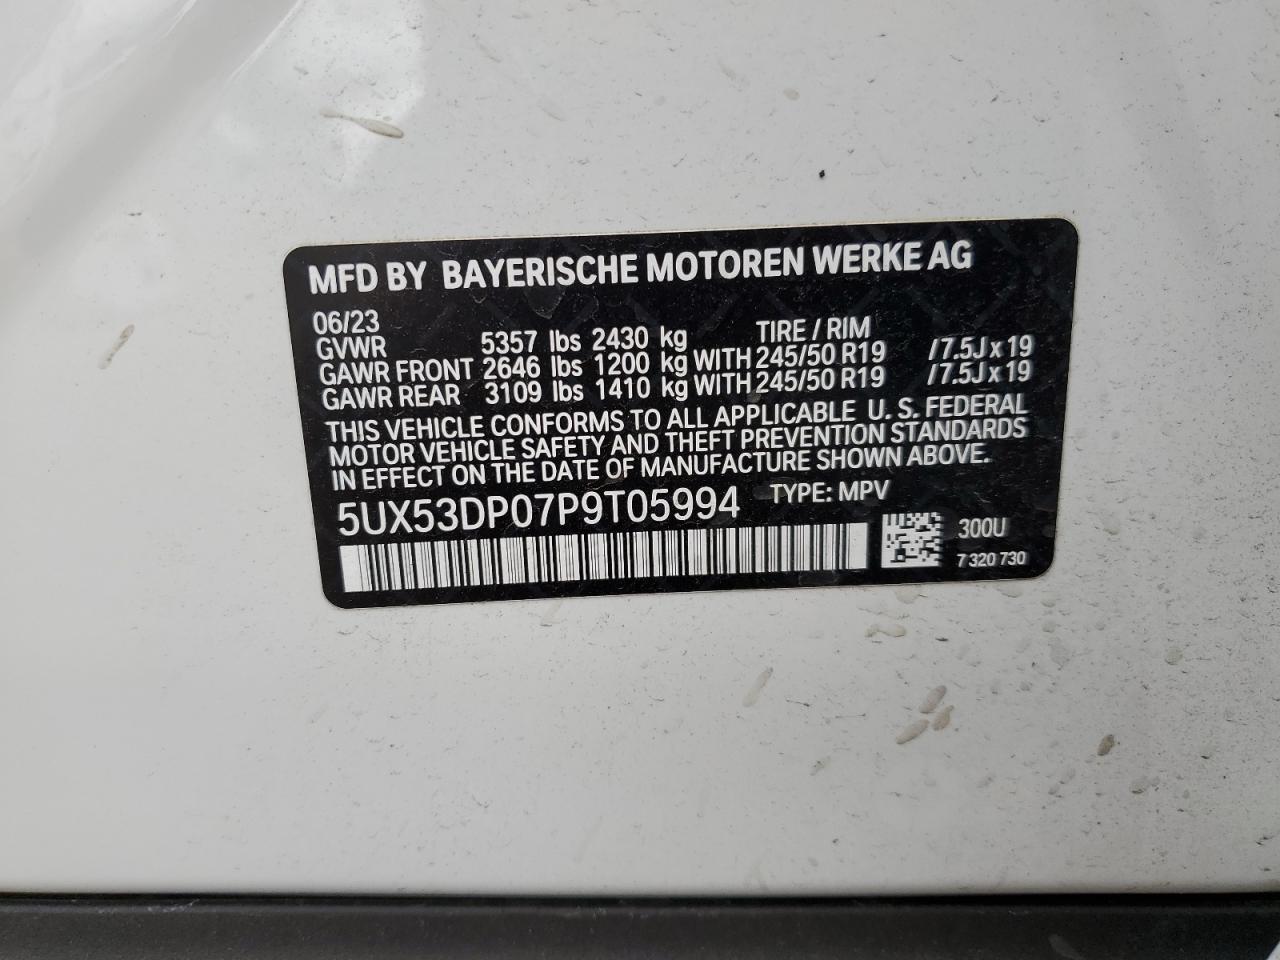 MFD BY BAYERISCHE MOTOREN WERKE AG
06/23 TIRE / RIM
GVWR 5357 lbs 2430 kg
GAWR FRONT 2646 lbs 1200 kg WITH 245/50 R19 /7.5J x 19
GAWR REAR 3109 lbs 1410 kg WITH 245/50 R19 /7.5J x 19
THIS VEHICLE CONFORMS TO ALL APPLICABLE U. S. FEDERAL
MOTOR VEHICLE SAFETY AND THEFT PREVENTION STANDARDS
IN EFFECT ON THE DATE OF MANUFACTURE SHOWN ABOVE.
5UX53DP07P9T05994 TYPE: MPV
300U
7 320 730